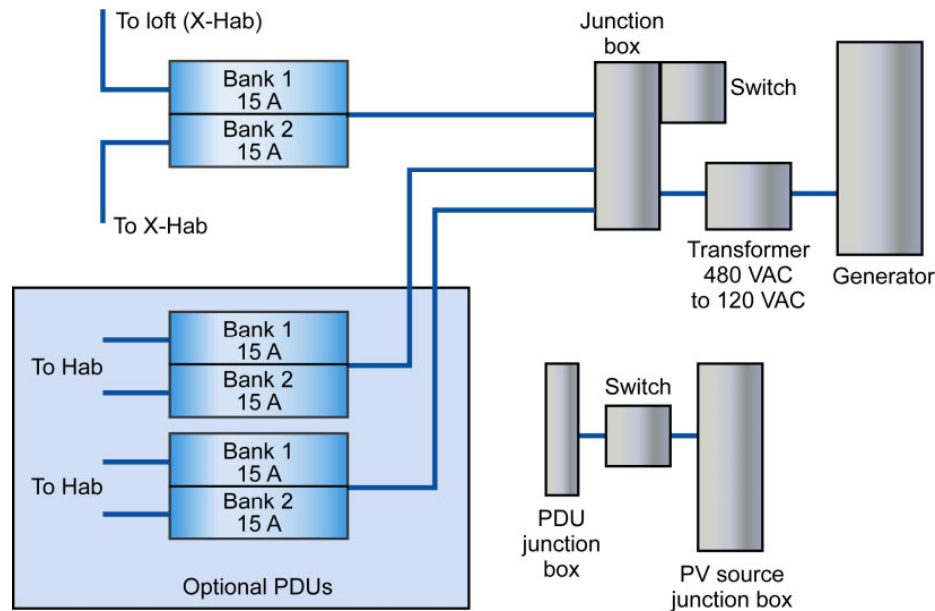 To loft (X-Hab)
Bank 1
15 A
Bank 2
15 A
To X-Hab
Junction
box
Switch
Transformer
480 VAC
to 120 VAC
Generator
Bank 1
15 A
Bank 2
15 A
To Hab
Bank 1
15 A
Bank 2
15 A
To Hab
Optional PDUs
Switch
PDU
junction
box
PV source
junction box